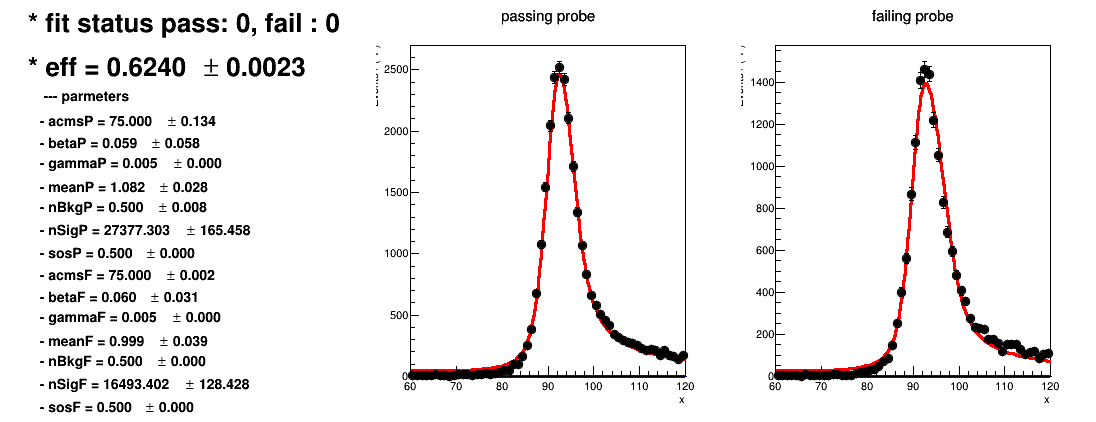 * fit status pass: 0, fail : 0
* eff = 0.6240 ± 0.0023
--- parmeters
- acmsP = 75.000 ± 0.134
- betaP = 0.059 ± 0.058
- gammaP = 0.005 ± 0.000
- meanP = 1.082 ± 0.028
- nBkgP = 0.500 ± 0.008
- nSigP = 27377.303 ± 165.458
- sosP = 0.500 ± 0.000
- acmsF = 75.000 ± 0.002
- betaF = 0.060 ± 0.031
- gammaF = 0.005 ± 0.000
- meanF = 0.999 ± 0.039
- nBkgF = 0.500 ± 0.000
- nSigF = 16493.402 ± 128.428
- sosF = 0.500 ± 0.000
passing probe
2500
2000
1500
1000
500
0
60 70 80 90 100 110 120
x
failing probe
1400
1200
1000
800
600
400
200
0
60 70 80 90 100 110 120
x